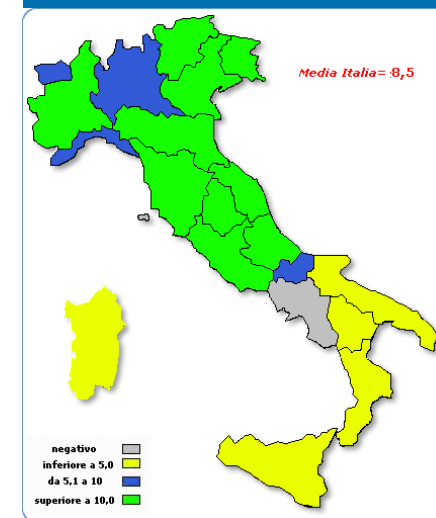 Media Italia= 8,5
negativo
inferiore a 5,0
da 5,1 a 10
superiore a 10,0